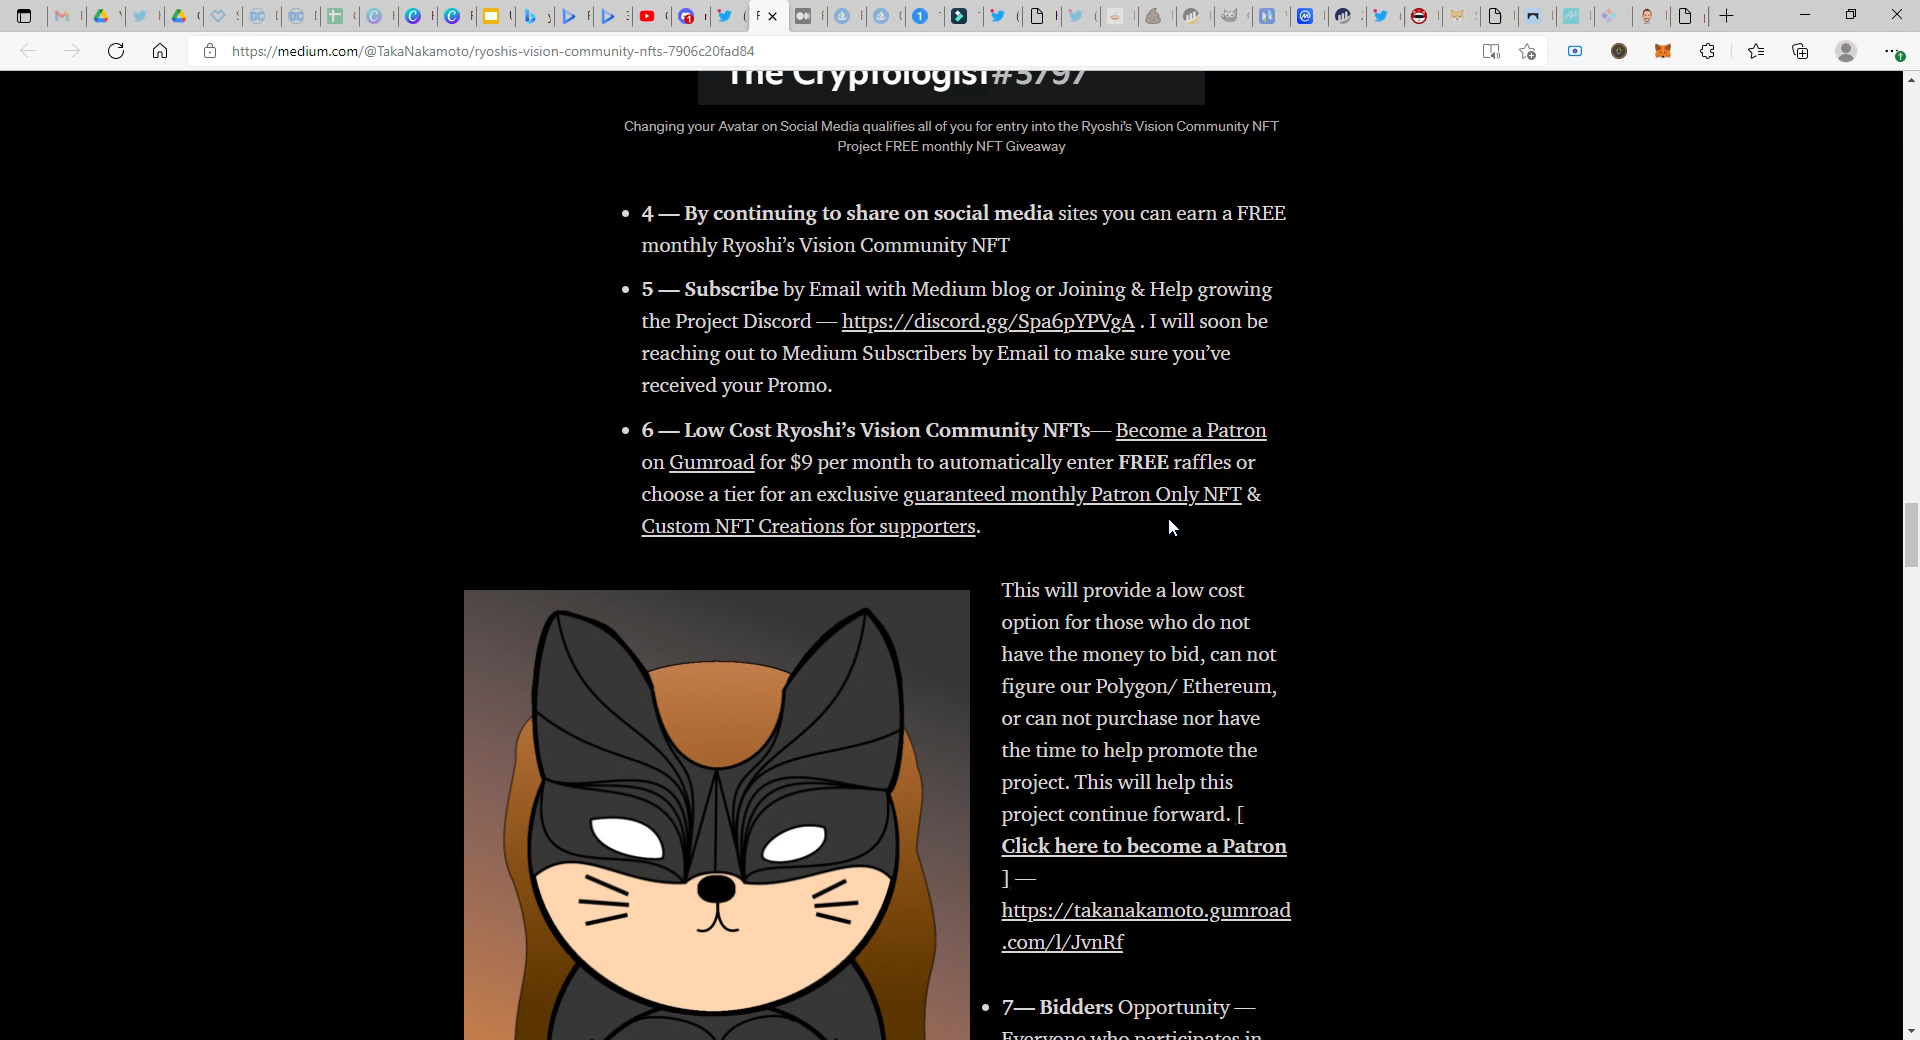 https://medium.com/@TakaNakamoto/ryoshis-vision-community-nfts-7906c20fad84
The Cryptologist#3797
Changing your Avatar on Social Media qualifies all of you for entry into the Ryoshi's Vision Community NFT
Project FREE monthly NFT Giveaway
• 4 — By continuing to share on social media sites you can earn a FREE
monthly Ryoshi’s Vision Community NFT
• 5 — Subscribe by Email with Medium blog or Joining & Help growing
the Project Discord — https://discord.gg/Spa6pYPVgA . I will soon be
reaching out to Medium Subscribers by Email to make sure you’ve
received your Promo.
• 6 — Low Cost Ryoshi’s Vision Community NFTs— Become a Patron
on Gumroad for $9 per month to automatically enter FREE raffles or
choose a tier for an exclusive guaranteed monthly Patron Only NFT &
Custom NFT Creations for supporters.
This will provide a low cost
option for those who do not
have the money to bid, can not
figure our Polygon/ Ethereum,
or can not purchase nor have
the time to help promote the
project. This will help this
project continue forward. [
Click here to become a Patron
] —
https://takanakamoto.gumroad
.com/l/JvnRf
• 7— Bidders Opportunity —
Everyone who participates in